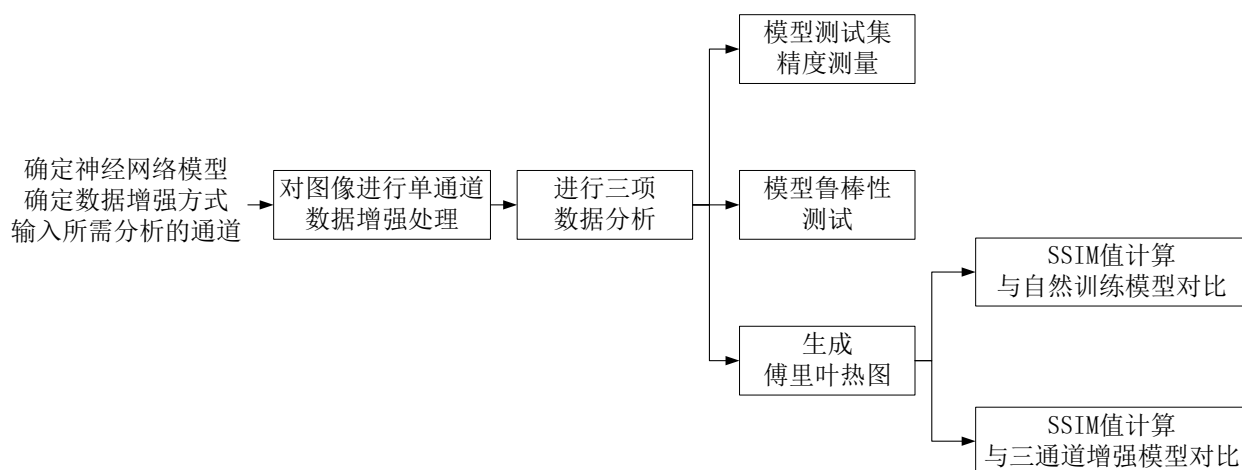 确定神经网络模型
确定数据增强方式
输入所需分析的通道
对图像进行单通道
数据增强处理
进行三项
数据分析
模型测试集
精度测量
模型鲁棒性
测试
生成
傅里叶热图
SSIM值计算
与自然训练模型对比
SSIM值计算
与三通道增强模型对比